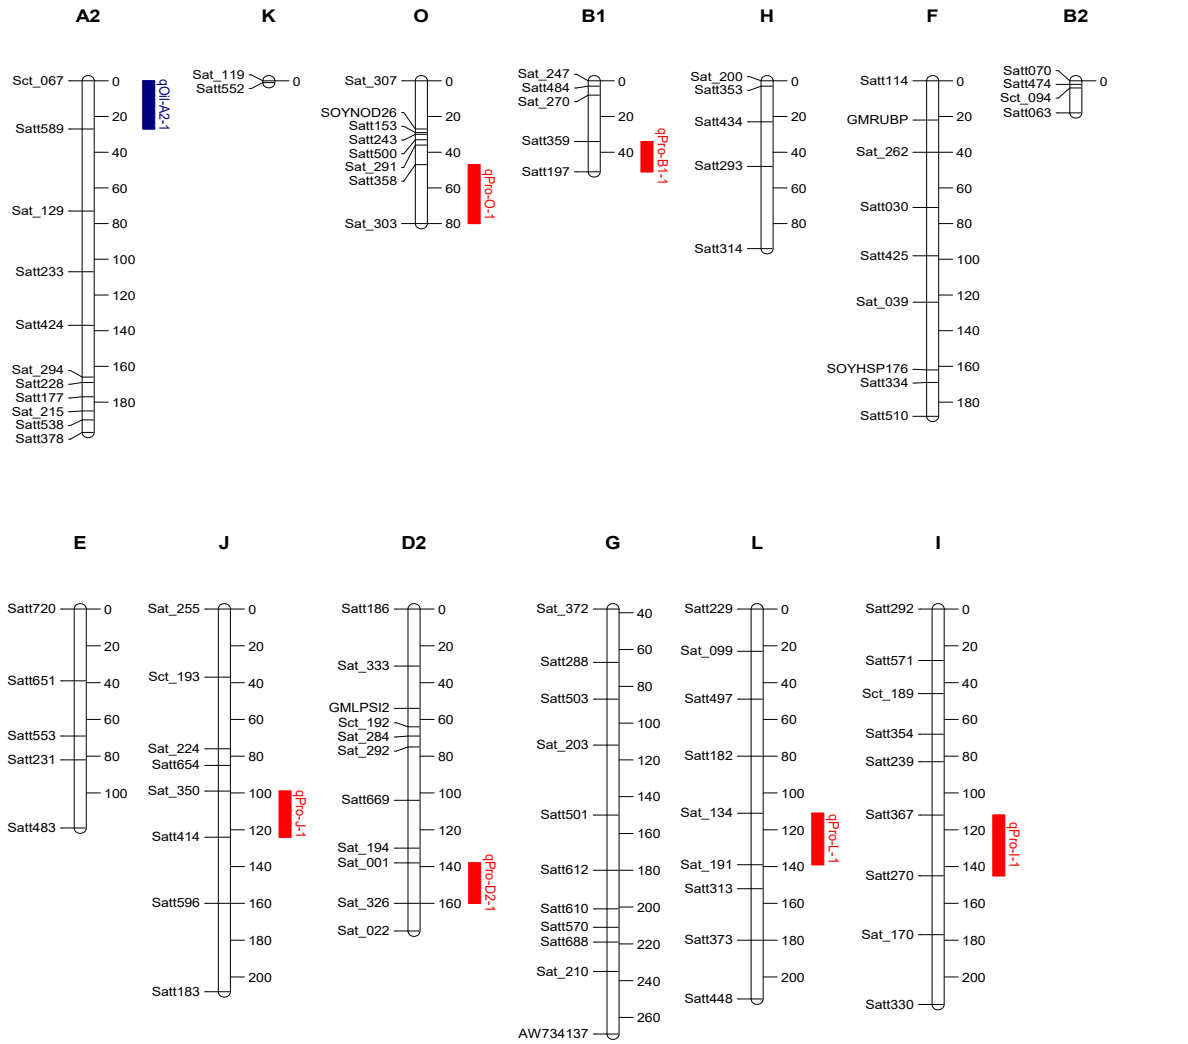 A2
K
O
B1
H
F
B2
Sct_067
Satt589
Sat_129
Satt233
Satt424
Sat_294
Satt228
Satt177
Sat_215
Satt538
Satt378
0
20
40
60
80
100
120
140
160
180
qOil-A2-1
Sat_119
Satt552
0
Sat_307
SOYNOD26
Satt153
Satt243
Satt500
Sat_291
Satt358
Sat_303
0
20
40
60
80
qPro-O-1
Sat_247
Satt484
Sat_270
Satt359
Satt197
0
20
40
qPro-B1-1
Sat_200
Satt353
Satt434
Satt293
Satt314
0
20
40
60
80
Satt114
GMRUBP
Sat_262
Satt030
Satt425
Sat_039
SOYHSP176
Satt334
Satt510
0
20
40
60
80
100
120
140
160
180
Satt070
Satt474
Sct_094
Satt063
0
E
J
D2
G
L
I
Satt720
Satt651
Satt553
Satt231
Satt483
0
20
40
60
80
100
Sat_255
Sct_193
Sat_224
Satt654
Sat_350
Satt414
Satt596
Satt183
0
20
40
60
80
100
120
140
160
180
200
qPro-J-1
Satt186
Sat_333
GMLPSI2
Sct_192
Sat_284
Sat_292
Satt669
Sat_194
Sat_001
Sat_326
Sat_022
0
20
40
60
80
100
120
140
160
qPro-D2-1
Sat_372
Satt288
Satt503
Sat_203
Satt501
Satt612
Satt610
Satt570
Satt688
Sat_210
AW734137
40
60
80
100
120
140
160
180
200
220
240
260
Satt229
Sat_099
Satt497
Satt182
Sat_134
Sat_191
Satt313
Satt373
Satt448
0
20
40
60
80
100
120
140
160
180
200
qPro-L-1
Satt292
Satt571
Sct_189
Satt354
Satt239
Satt367
Satt270
Sat_170
Satt330
0
20
40
60
80
100
120
140
160
180
200
qPro-I-1